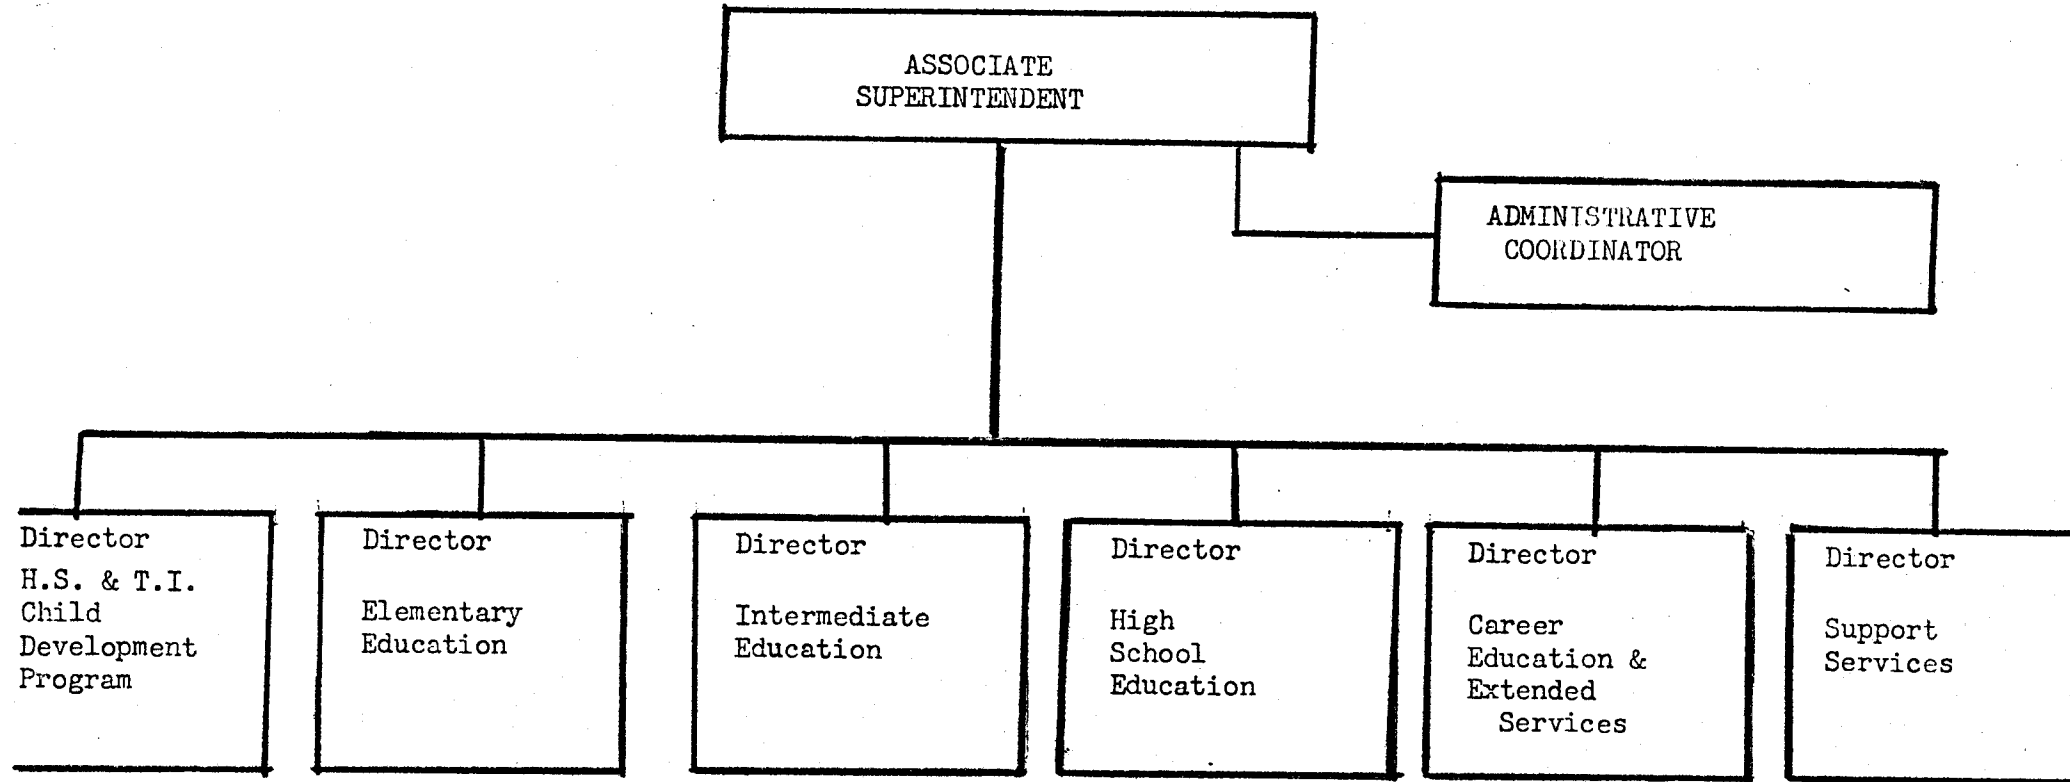 ASSOCIATE
SUPERINTENDENT
ADMINISTRATIVE
COORDINATOR
Director
H.S. & T.I.
Child
Development
Program
Director
Elementary
Education
Director
Intermediate
Education
Director
High
School
Education
Director
Career
Education &
Extended
Services
Director
Support
Services